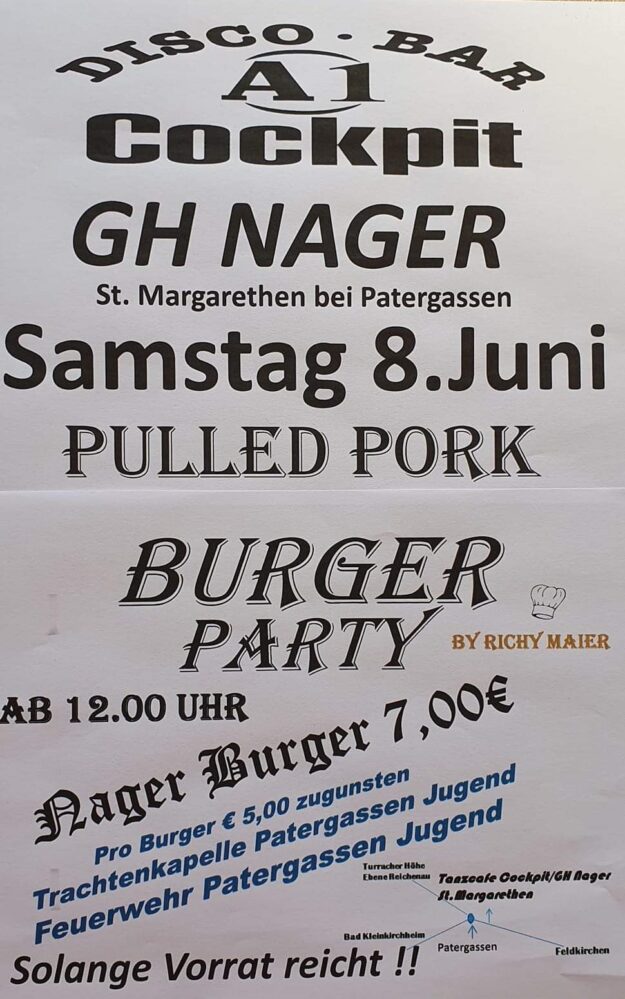 DISCO · BAR
A1
Cockpit
GH NAGER
St. Margarethen bei Patergassen
Samstag 8.Juni
PULLED PORK
BURGER
PARTY
BY RICHY MAIER
AB 12.00 UHR
Nager Burger 7,00€
Pro Burger € 5,00 zugunsten
Trachtenkapelle Patergassen Jugend
Feuerwehr Patergassen Jugend
Turracher Höhe
Ebene Reichenau
Tanzcafe Cockpit/GH Nager
St.Margarethen
Bad Kleinkirchheim
Patergassen
Feldkirchen
Solange Vorrat reicht !!